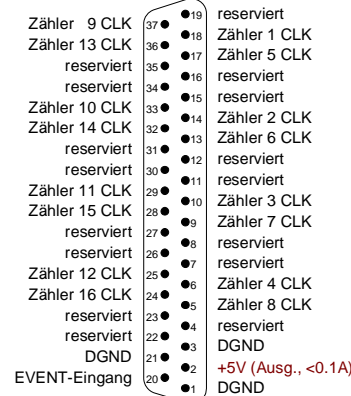 19 reserviert
Zähler 9 CLK 37
18 Zähler 1 CLK
Zähler 13 CLK 36
17 Zähler 5 CLK
reserviert 35
16 reserviert
reserviert 34
15 reserviert
Zähler 10 CLK 33
14 Zähler 2 CLK
Zähler 14 CLK 32
13 Zähler 6 CLK
reserviert 31
12 reserviert
reserviert 30
11 reserviert
Zähler 11 CLK 29
10 Zähler 3 CLK
Zähler 15 CLK 28
9 Zähler 7 CLK
reserviert 27
8 reserviert
reserviert 26
7 reserviert
Zähler 12 CLK 25
6 Zähler 4 CLK
Zähler 16 CLK 24
5 Zähler 8 CLK
reserviert 23
4 reserviert
reserviert 22
3 DGND
DGND 21
2 +5V (Ausg., <0.1A)
EVENT-Eingang 20
1 DGND